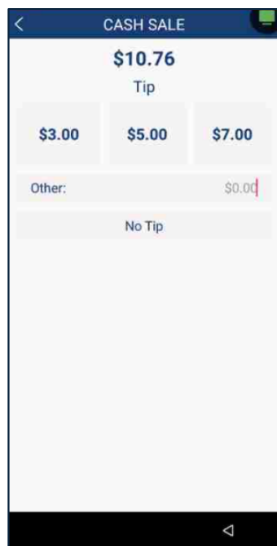 CASH SALE
$10.76
Tip
$3.00 $5.00 $7.00
Other: $0.00
No Tip